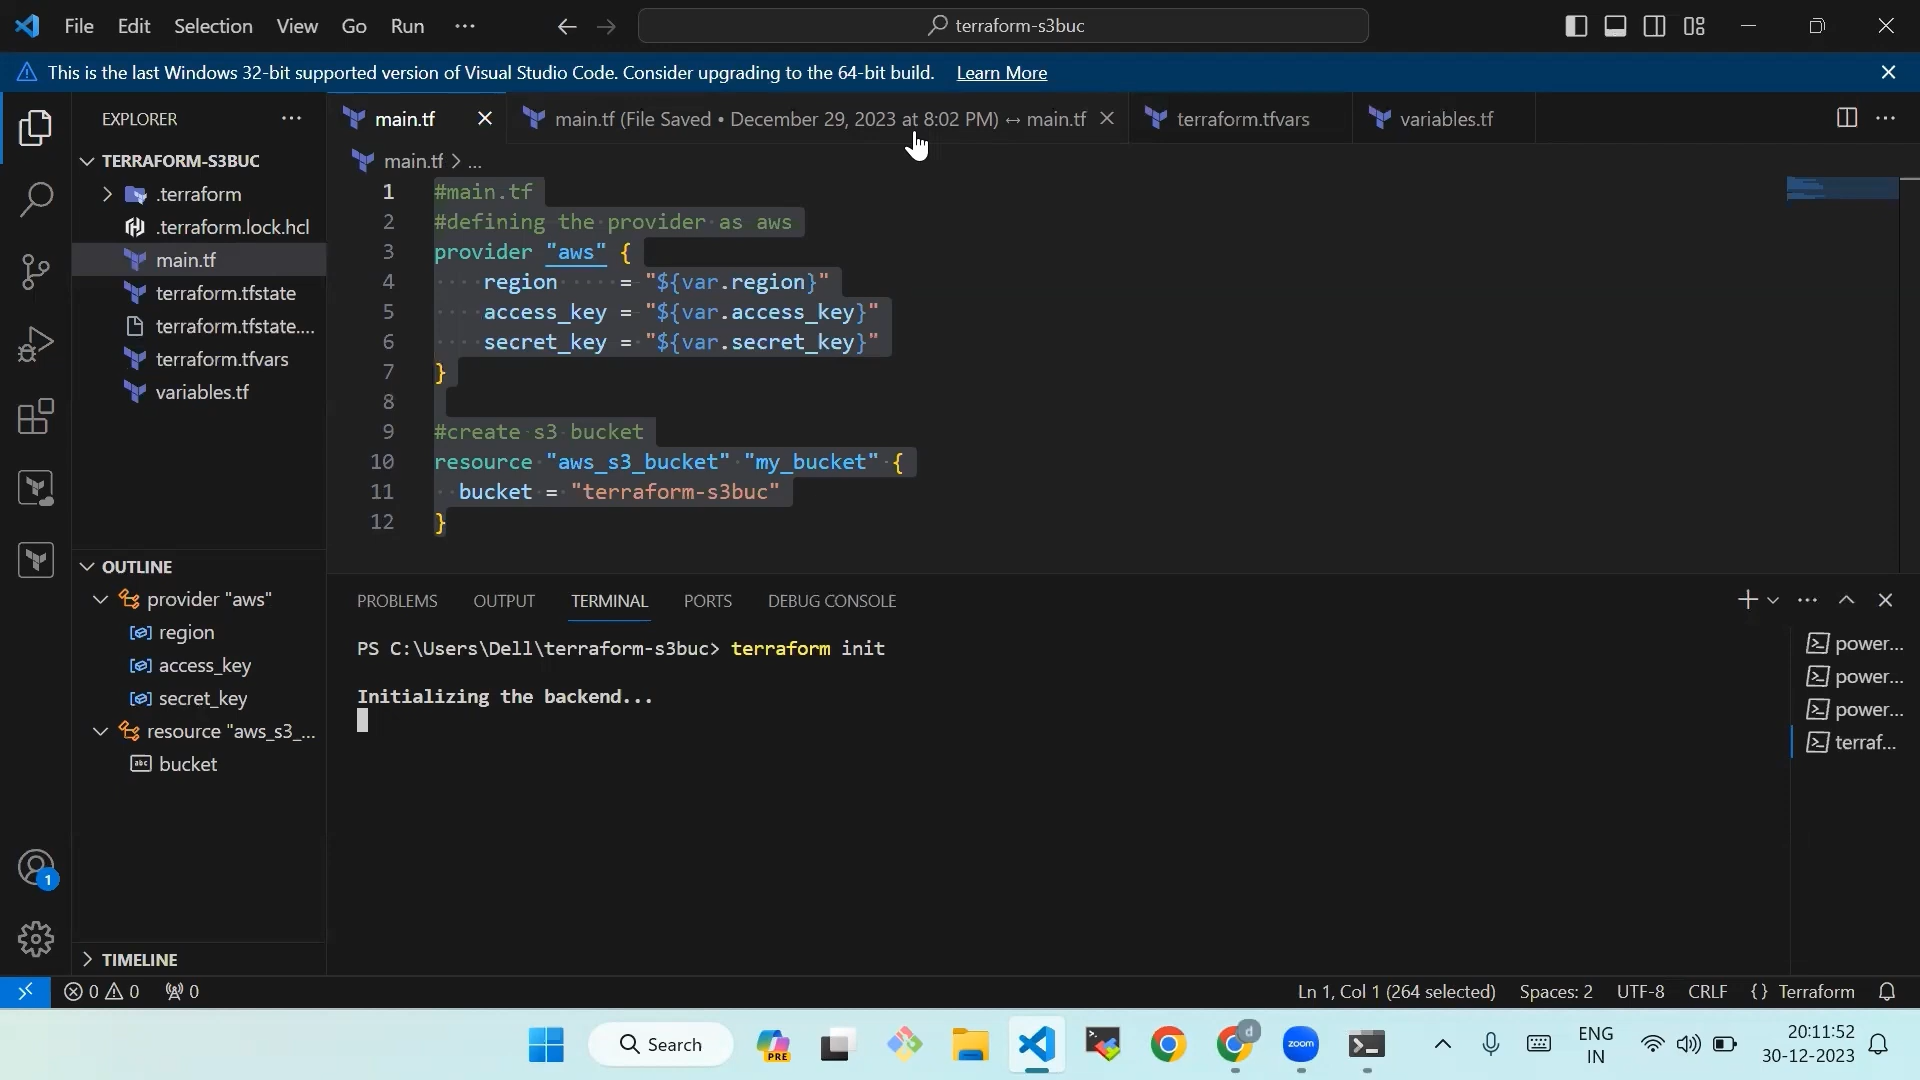 File Edit Selection View Go Run ··· terraform-s3buc
This is the last Windows 32-bit supported version of Visual Studio Code. Consider upgrading to the 64-bit build. Learn More
EXPLORER
TERRAFORM-S3BUC
.terraform
.terraform.lock.hcl
main.tf
terraform.tfstate
terraform.tfstate....
terraform.tfvars
variables.tf
OUTLINE
provider "aws"
region
access_key
secret_key
resource "aws_s3_...
abc bucket
TIMELINE
main.tf main.tf (File Saved • December 29, 2023 at 8:02 PM) ↔ main.tf terraform.tfvars variables.tf
main.tf > ...
1 #main.tf
2 #defining the provider as aws
3 provider "aws" {
4 region = "${var.region}"
5 access_key = "${var.access_key}"
6 secret_key = "${var.secret_key}"
7 }
8
9 #create s3 bucket
10 resource "aws_s3_bucket" "my_bucket" {
11 bucket = "terraform-s3buc"
12 }
PROBLEMS OUTPUT TERMINAL PORTS DEBUG CONSOLE
PS C:\Users\Dell\terraform-s3buc> terraform init
Initializing the backend...
power...
power...
power...
terraf...
1
0 0 0 Ln 1, Col 1 (264 selected) Spaces: 2 UTF-8 CRLF {} Terraform
Search PRE d zoom ENG
IN
20:11:52
30-12-2023